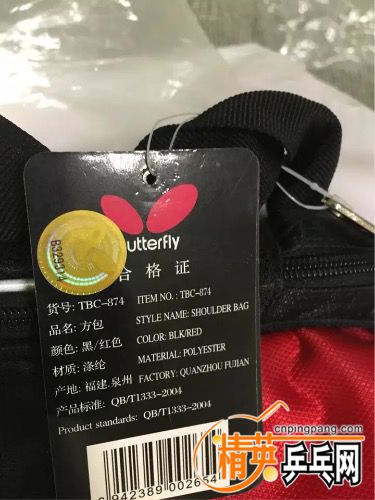 Butterfly
合格证
货号: TBC-874 ITEM NO.: TBC-874
品名: 方包 STYLE NAME: SHOULDER BAG
颜色: 黑/红色 COLOR: BLK/RED
材质: 涤纶 MATERIAL: POLYESTER
产地: 福建.泉州 FACTORY: QUANZHOU FUJIAN
产品标准: QB/T1333-2004
Product standards: QB/T1333-2004
cnpingpang.com
精英乒乓网